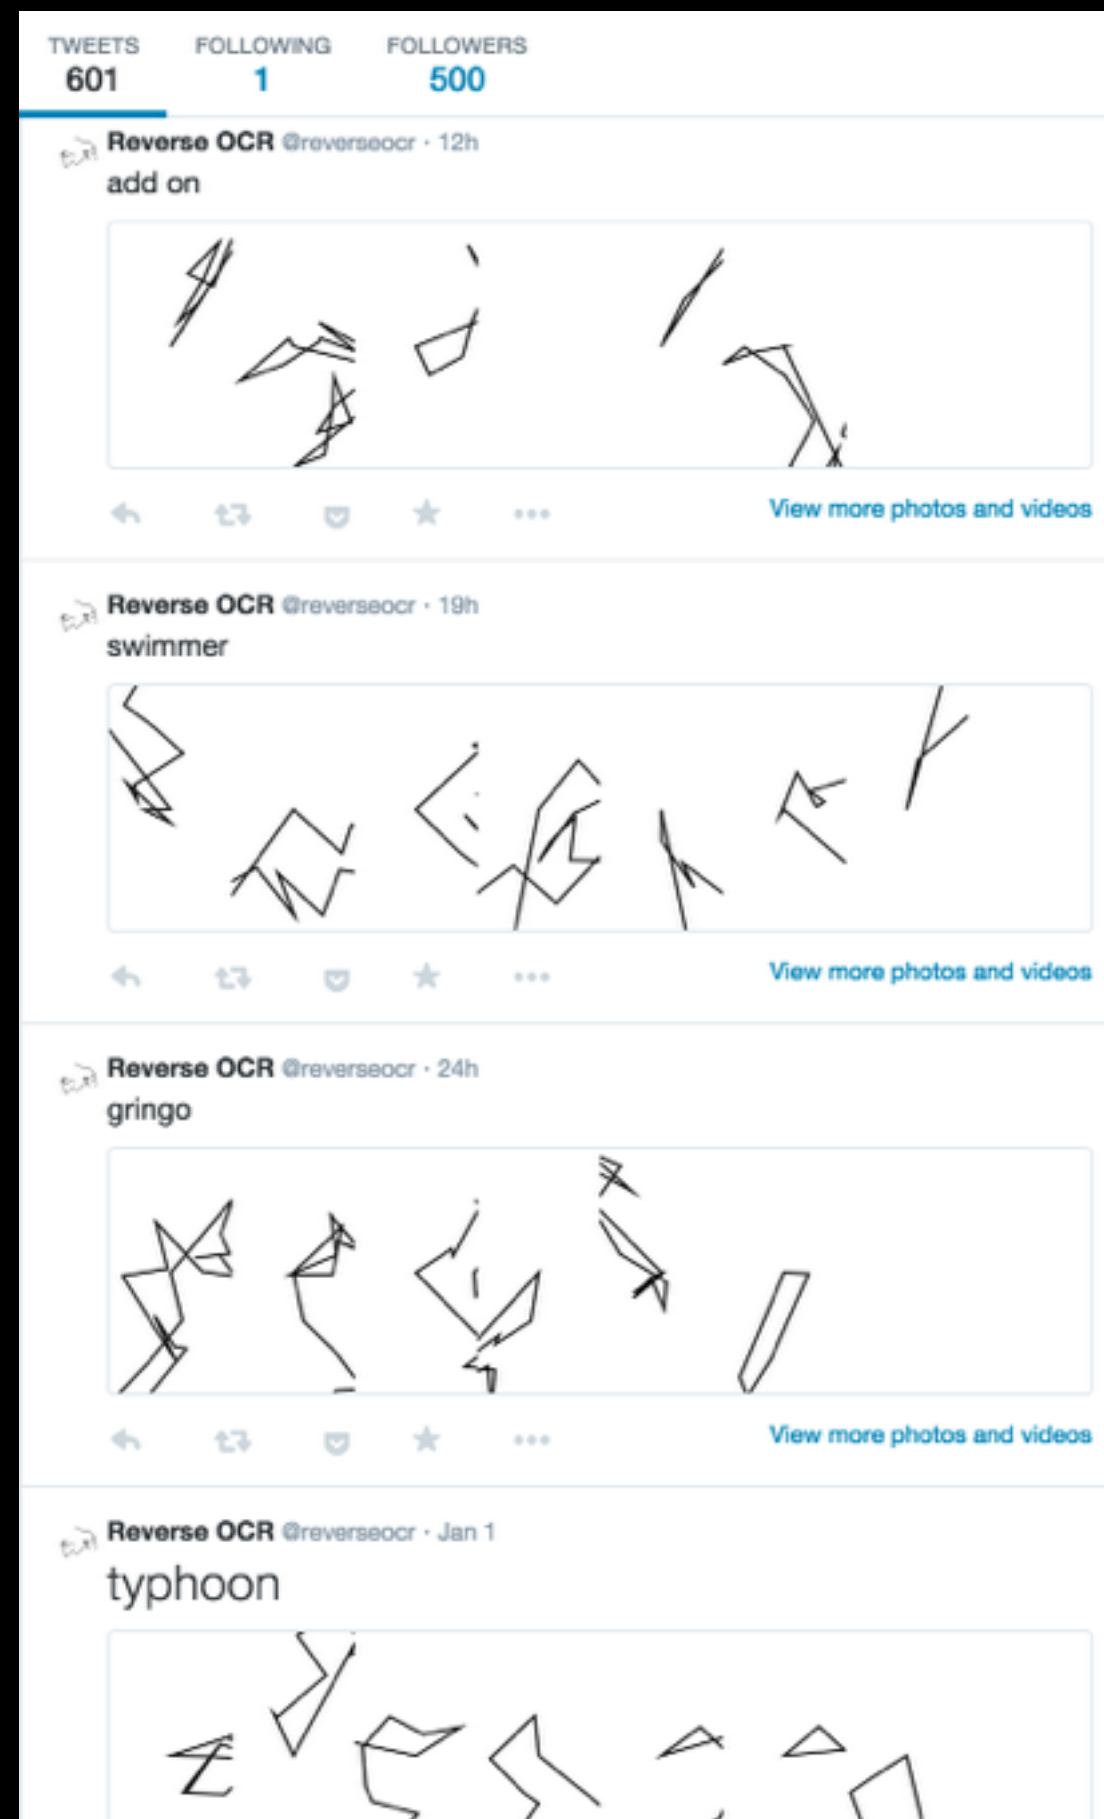 TWEETS FOLLOWING FOLLOWERS
601 1 500
Reverse OCR @reverseocr · 12h
add on
View more photos and videos
Reverse OCR @reverseocr · 19h
swimmer
View more photos and videos
Reverse OCR @reverseocr · 24h
gringo
View more photos and videos
Reverse OCR @reverseocr · Jan 1
typhoon